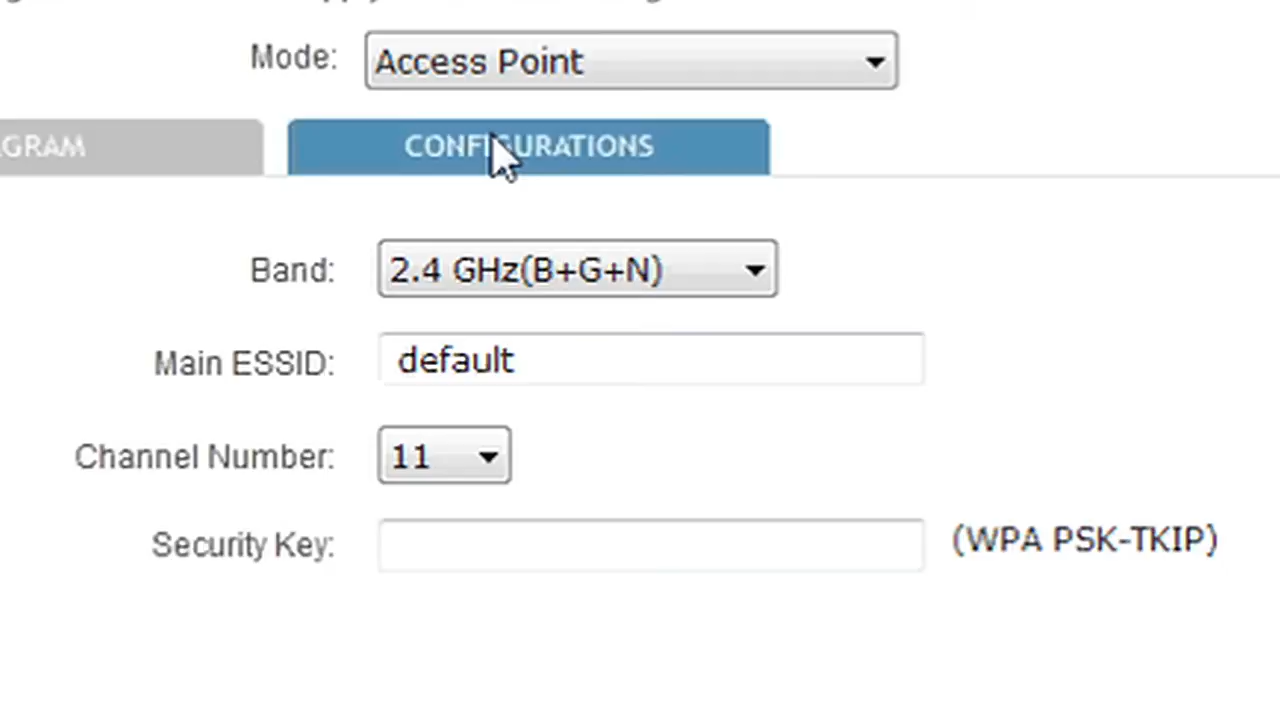 Mode: Access Point
GRAM CONFIGURATIONS
Band: 2.4 GHz(B+G+N)
Main ESSID: default
Channel Number: 11
Security Key: (WPA PSK-TKIP)